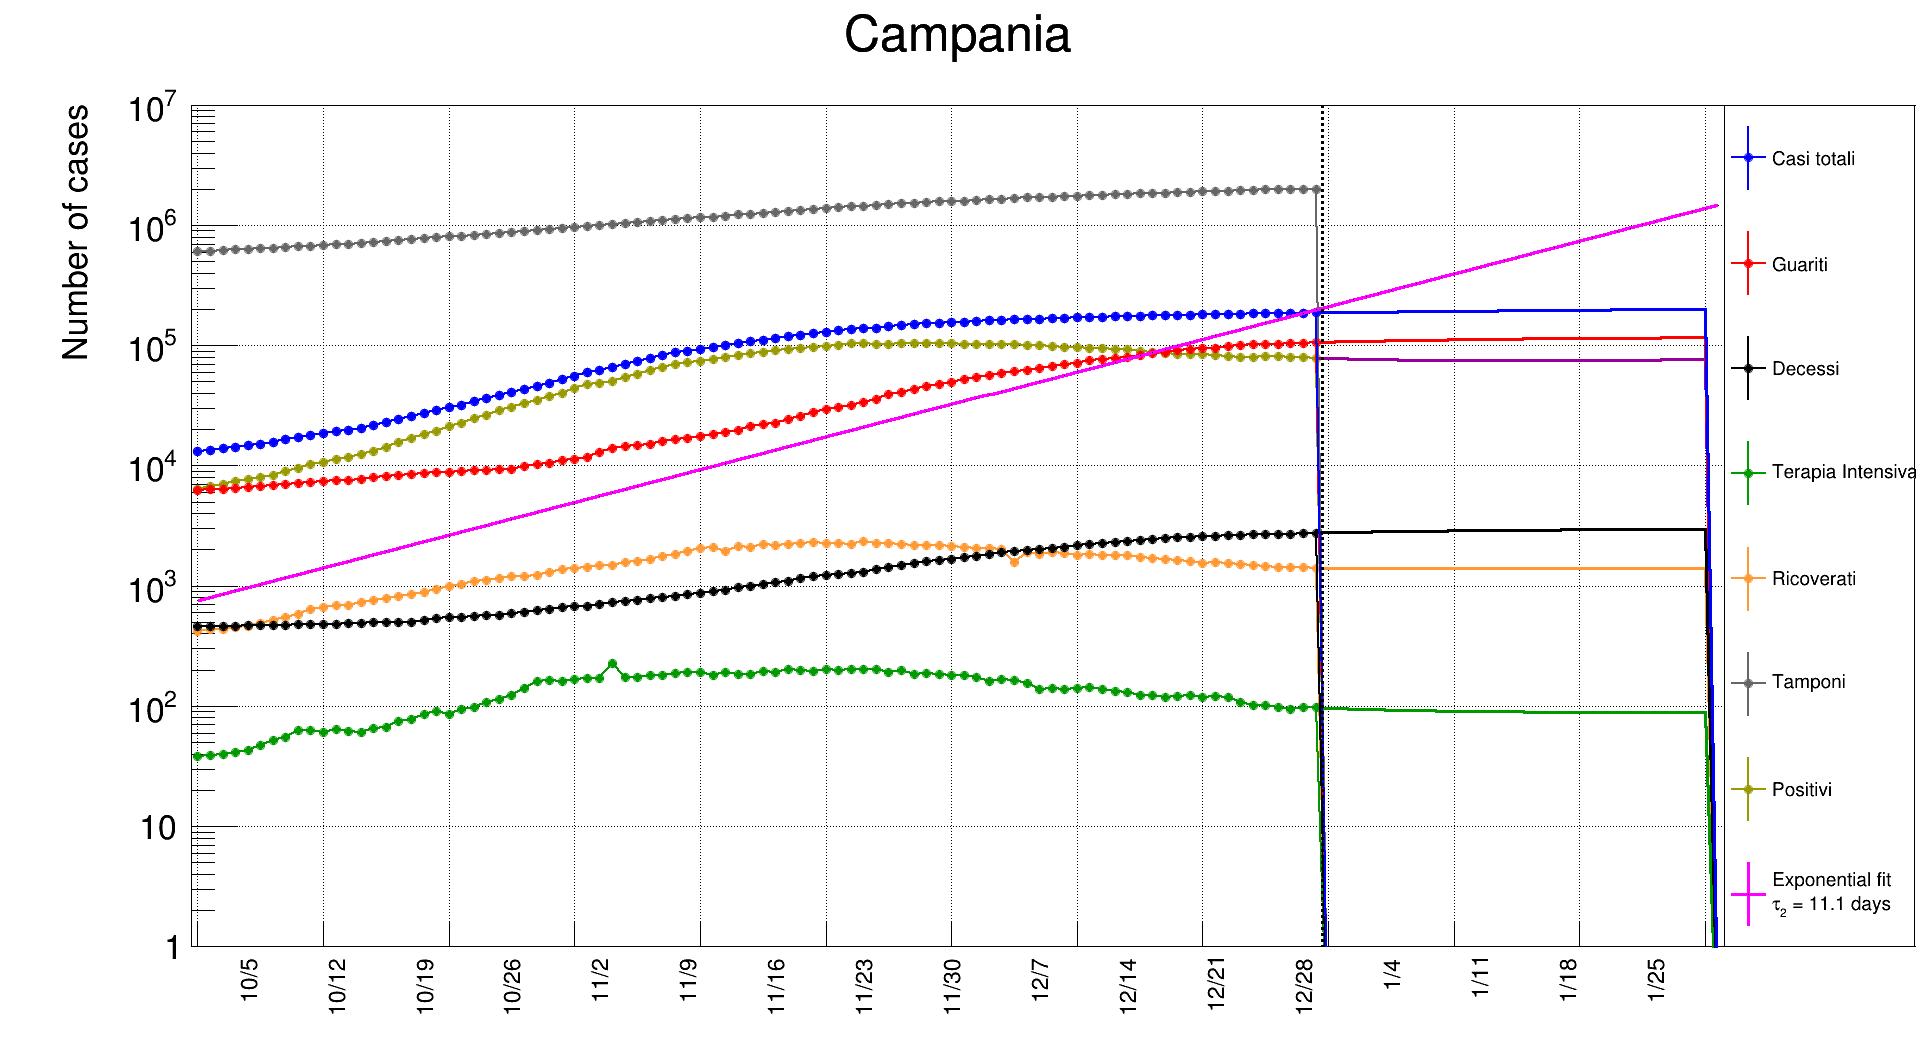 Campania
Number of cases
10^7
10^6
10^5
10^4
10^3
10^2
10
1
10/5
10/12
10/19
10/26
11/2
11/9
11/16
11/23
11/30
12/7
12/14
12/21
12/28
1/4
1/11
1/18
1/25
Casi totali
Guariti
Decessi
Terapia Intensiva
Ricoverati
Tamponi
Positivi
Exponential fit
τ_2 = 11.1 days